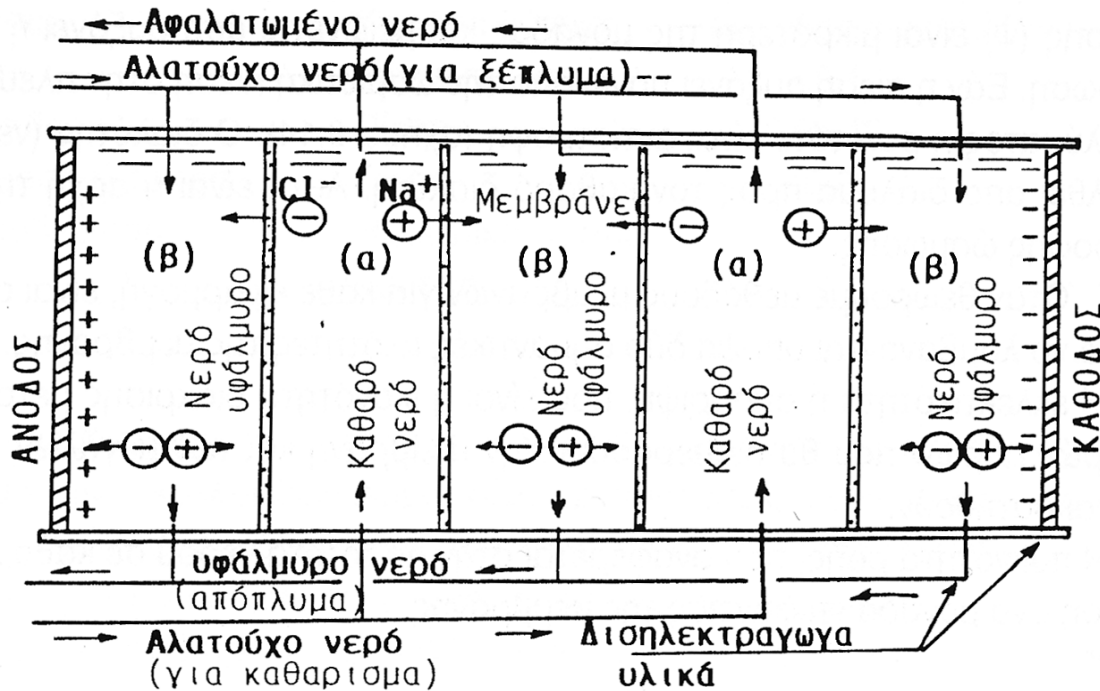 Αφαλατωμένο νερό
Αλατούχο νερό(για ξέπλυμα)--
Cl⁻ Na⁺ Μεμβράνες
(β) (α) (β) (α) (β)
ΑΝΟΔΟΣ
Νερό
υφάλμυρο
Καθαρό
νερό
Νερό
υφάλμυρο
Καθαρό
νερό
Νερό
υφάλμυρο
ΚΑΘΟΔΟΣ
υφάλμυρο νερό
(απόπλυμα)
Αλατούχο νερό
(για καθαρισμα)
Δισηλεκτραγωγα
υλικά